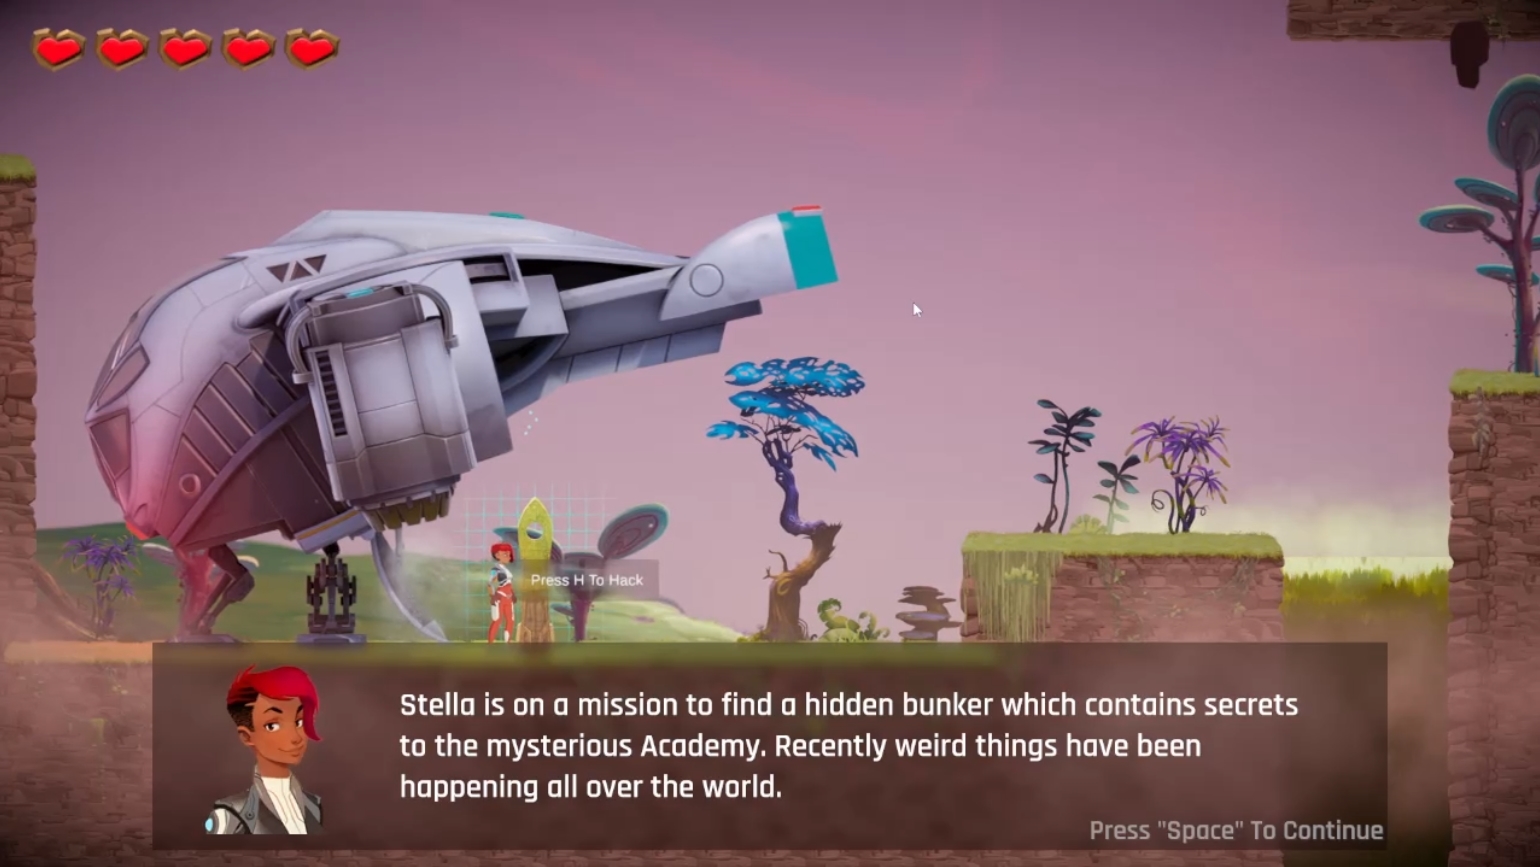 Press H To Hack
Stella is on a mission to find a hidden bunker which contains secrets
to the mysterious Academy. Recently weird things have been
happening all over the world.
Press "Space" To Continue